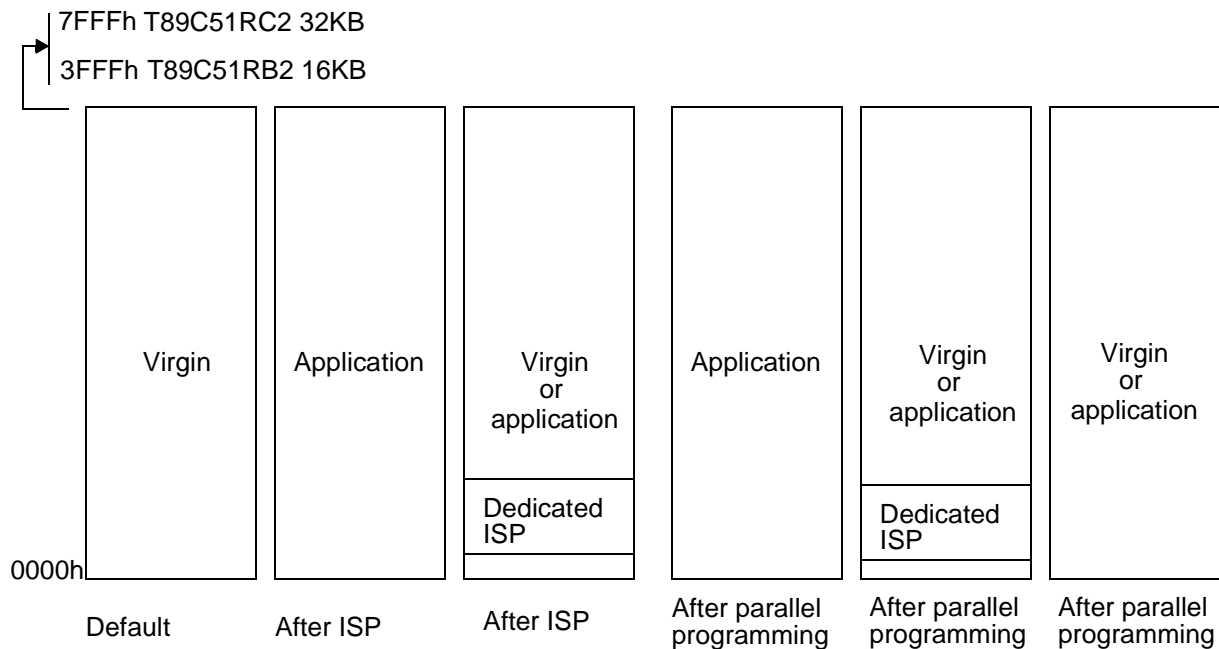 7FFFh T89C51RC2 32KB
3FFFh T89C51RB2 16KB
Virgin
Application
Virgin
or
application
Application
Virgin
or
application
Virgin
or
application
Dedicated
ISP
Dedicated
ISP
0000h
Default
After ISP
After ISP
After parallel
programming
After parallel
programming
After parallel
programming